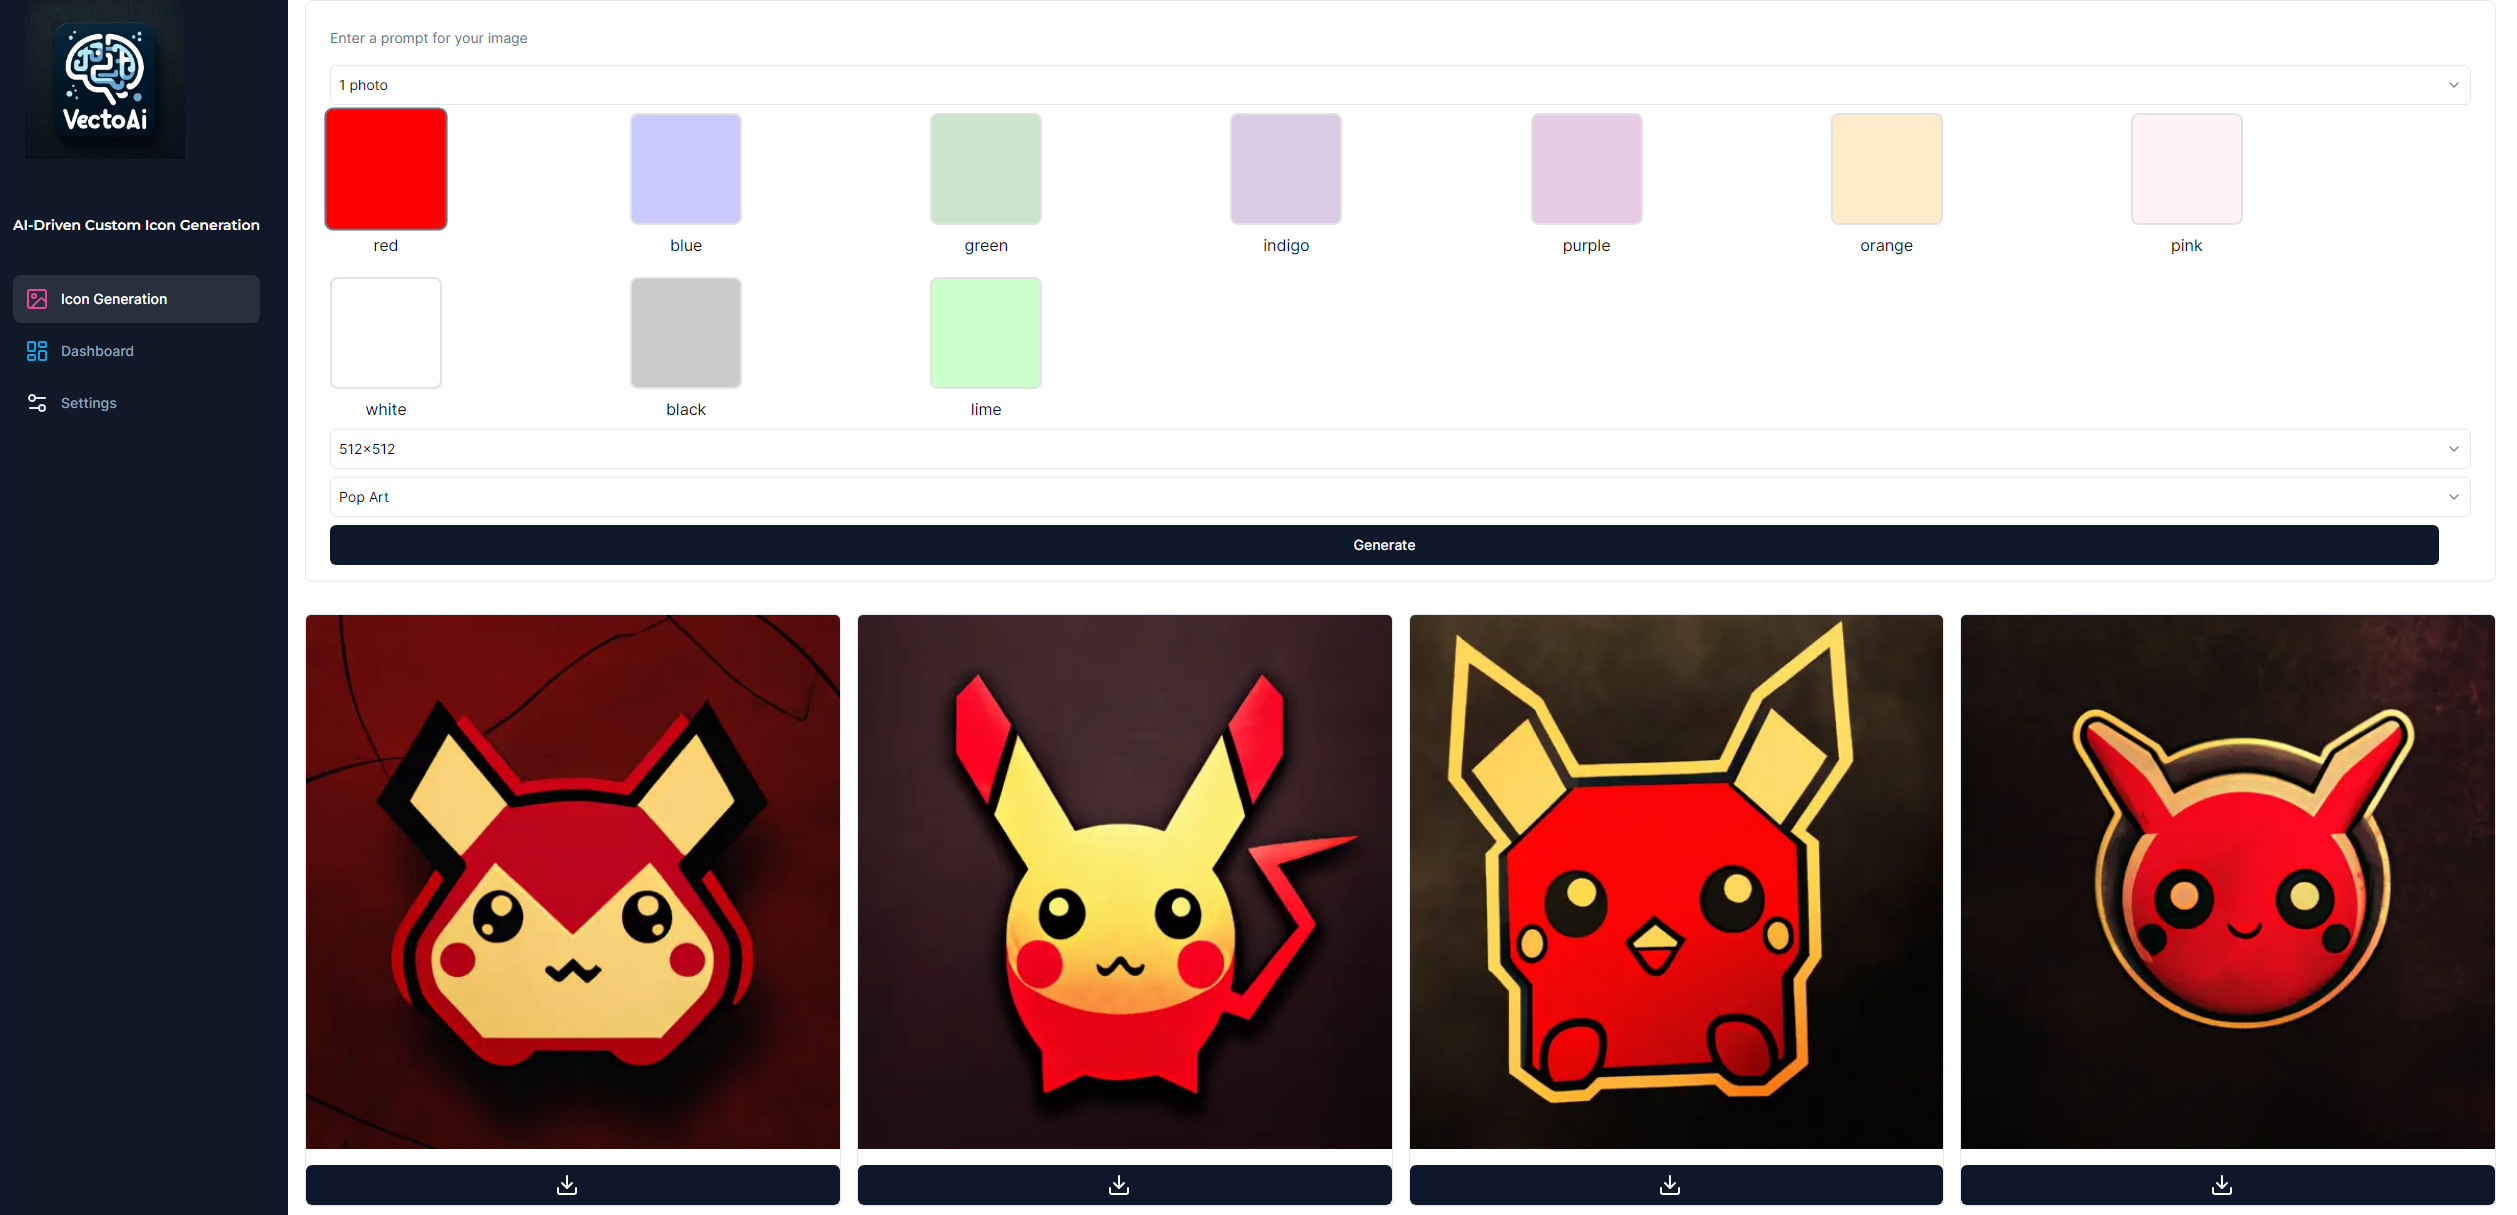 VectoAi
AI-Driven Custom Icon Generation
Icon Generation
Dashboard
Settings
Enter a prompt for your image
1 photo
red
blue
green
indigo
purple
orange
pink
white
black
lime
512×512
Pop Art
Generate